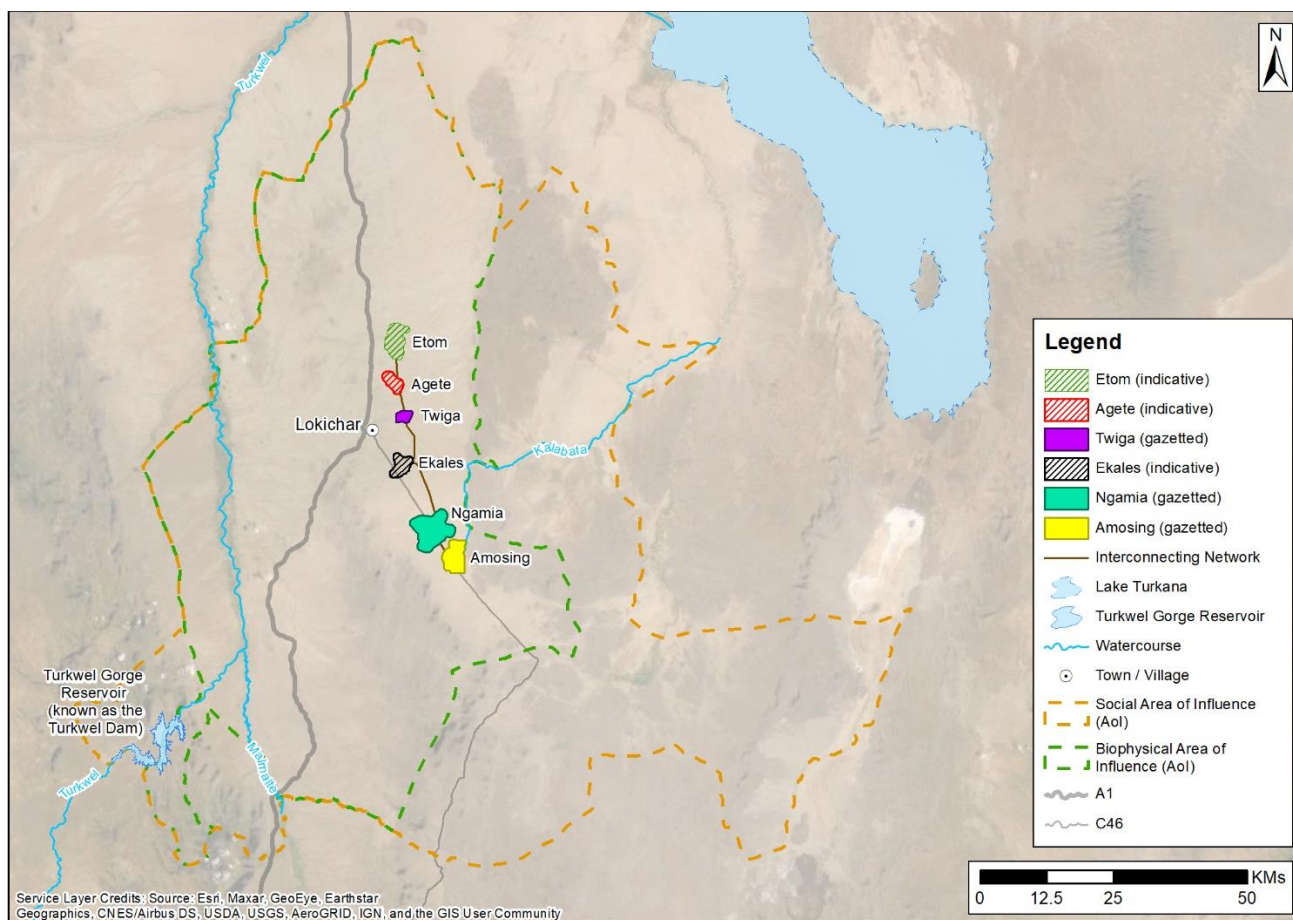 N
Turkwel
Etom
Agete
Twiga
Lokichar
Ekales
Kalabata
Ngamia
Amosing
Turkwel Gorge
Reservoir
(known as the
Turkwel Dam)
Malmalte
Turkwel
Legend
Etom (indicative)
Agete (indicative)
Twiga (gazetted)
Ekales (indicative)
Ngamia (gazetted)
Amosing (gazetted)
Interconnecting Network
Lake Turkana
Turkwel Gorge Reservoir
Watercourse
Town / Village
Social Area of Influence
(AoI)
Biophysical Area of
Influence (AoI)
A1
C46
KMs
0 12.5 25 50
Service Layer Credits: Source: Esri, Maxar, GeoEye, Earthstar
Geographics, CNES/Airbus DS, USDA, USGS, AeroGRID, IGN, and the GIS User Community